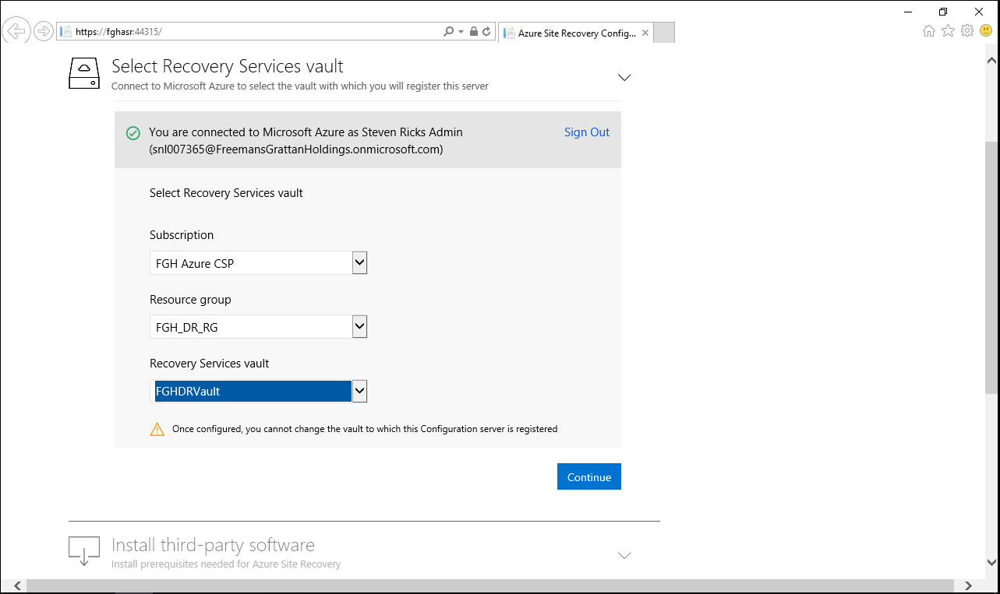 https://fghasr:44315/
Azure Site Recovery Config...
Select Recovery Services vault
Connect to Microsoft Azure to select the vault with which you will register this server
You are connected to Microsoft Azure as Steven Ricks Admin
(snl007365@FreemansGrattanHoldings.onmicrosoft.com)
Sign Out
Select Recovery Services vault
Subscription
FGH Azure CSP
Resource group
FGH_DR_RG
Recovery Services vault
FGHDRVault
Once configured, you cannot change the vault to which this Configuration server is registered
Continue
Install third-party software
Install prerequisites needed for Azure Site Recovery